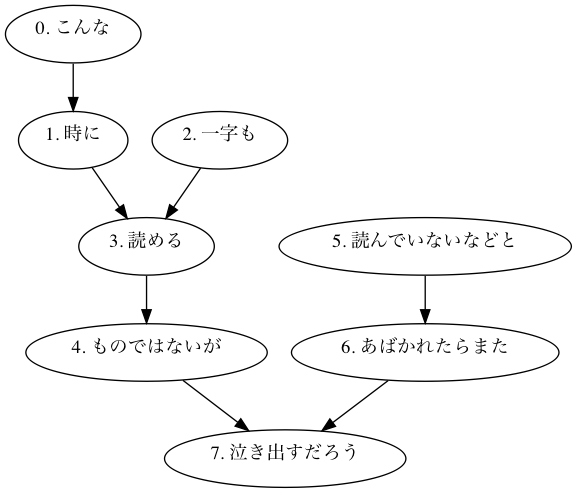 0. こんな
1. 時に
2. 一字も
3. 読める
5. 読んでいないなどと
4. ものではないが
6. あばかれたらまた
7. 泣き出すだろう